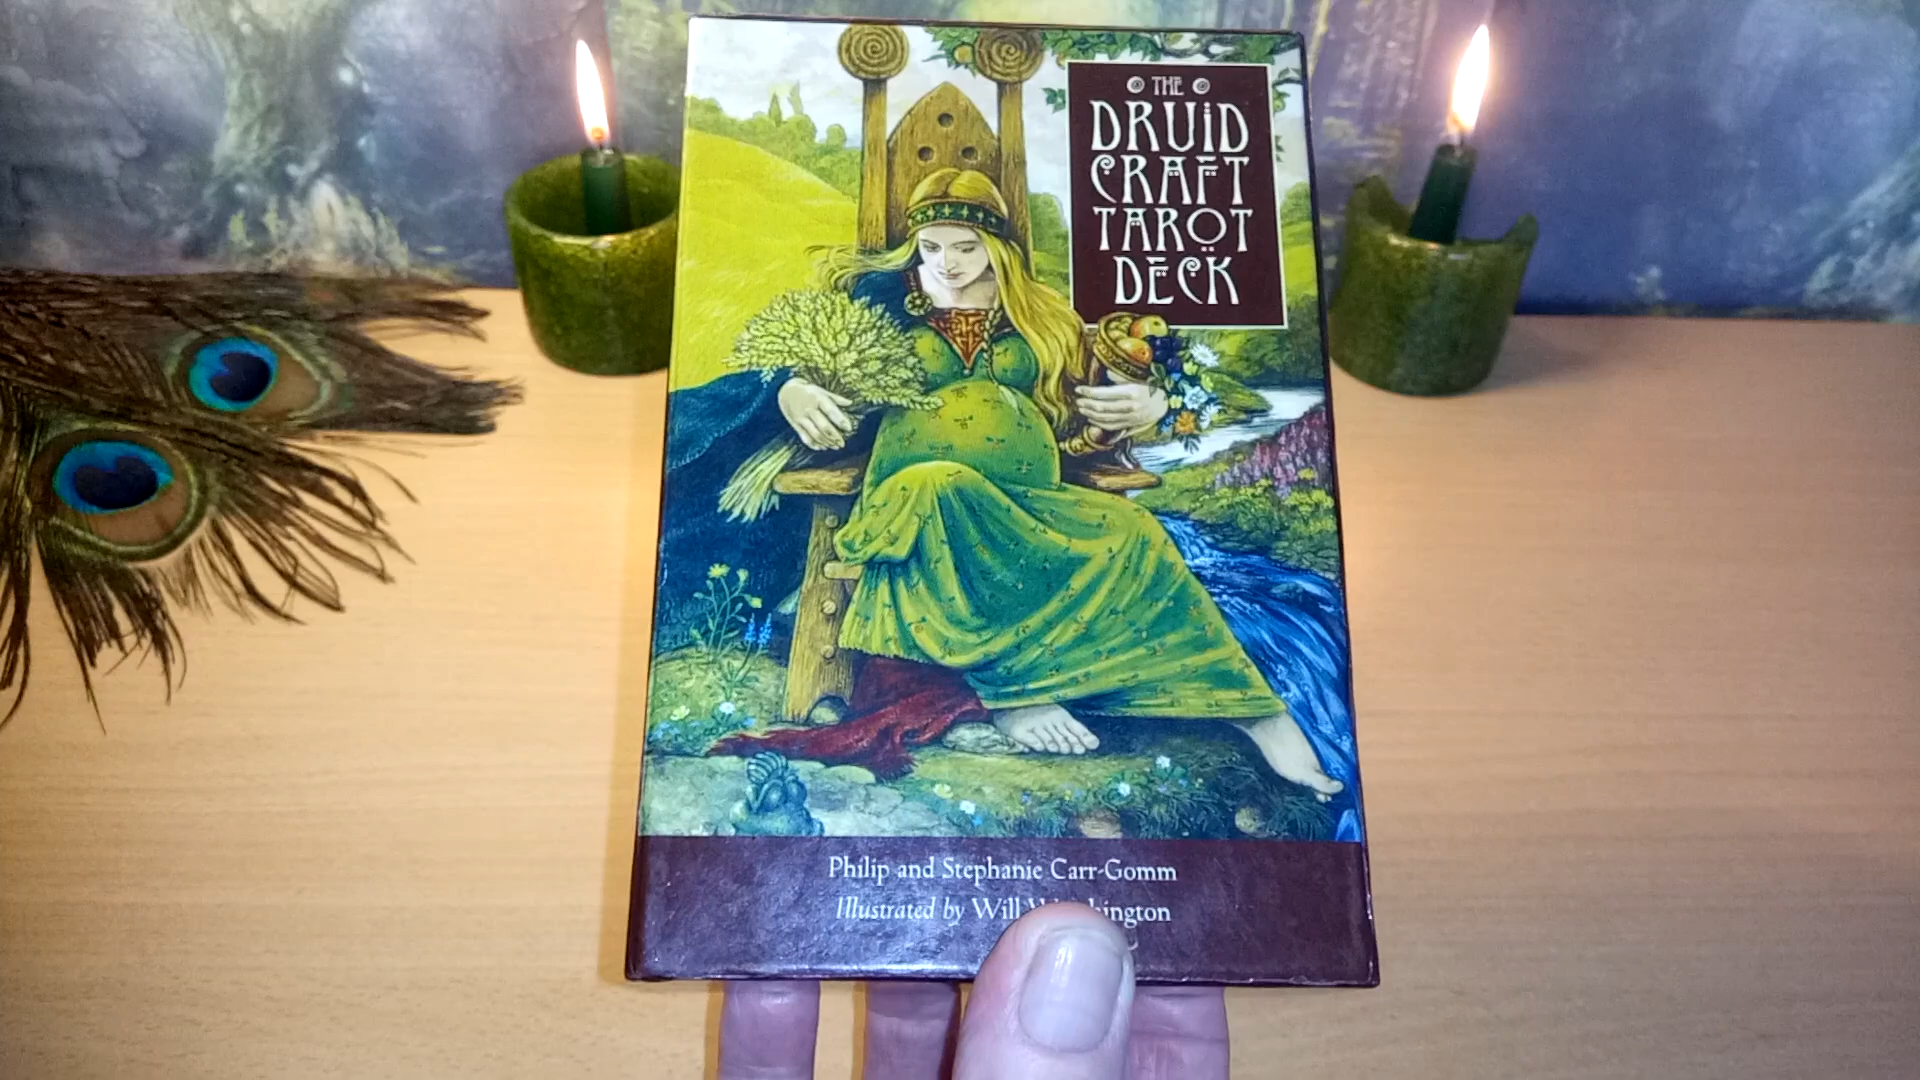 THE
DRUID
CRAFT
TAROT
DECK
Philip and Stephanie Carr-Gomm
Illustrated by Will